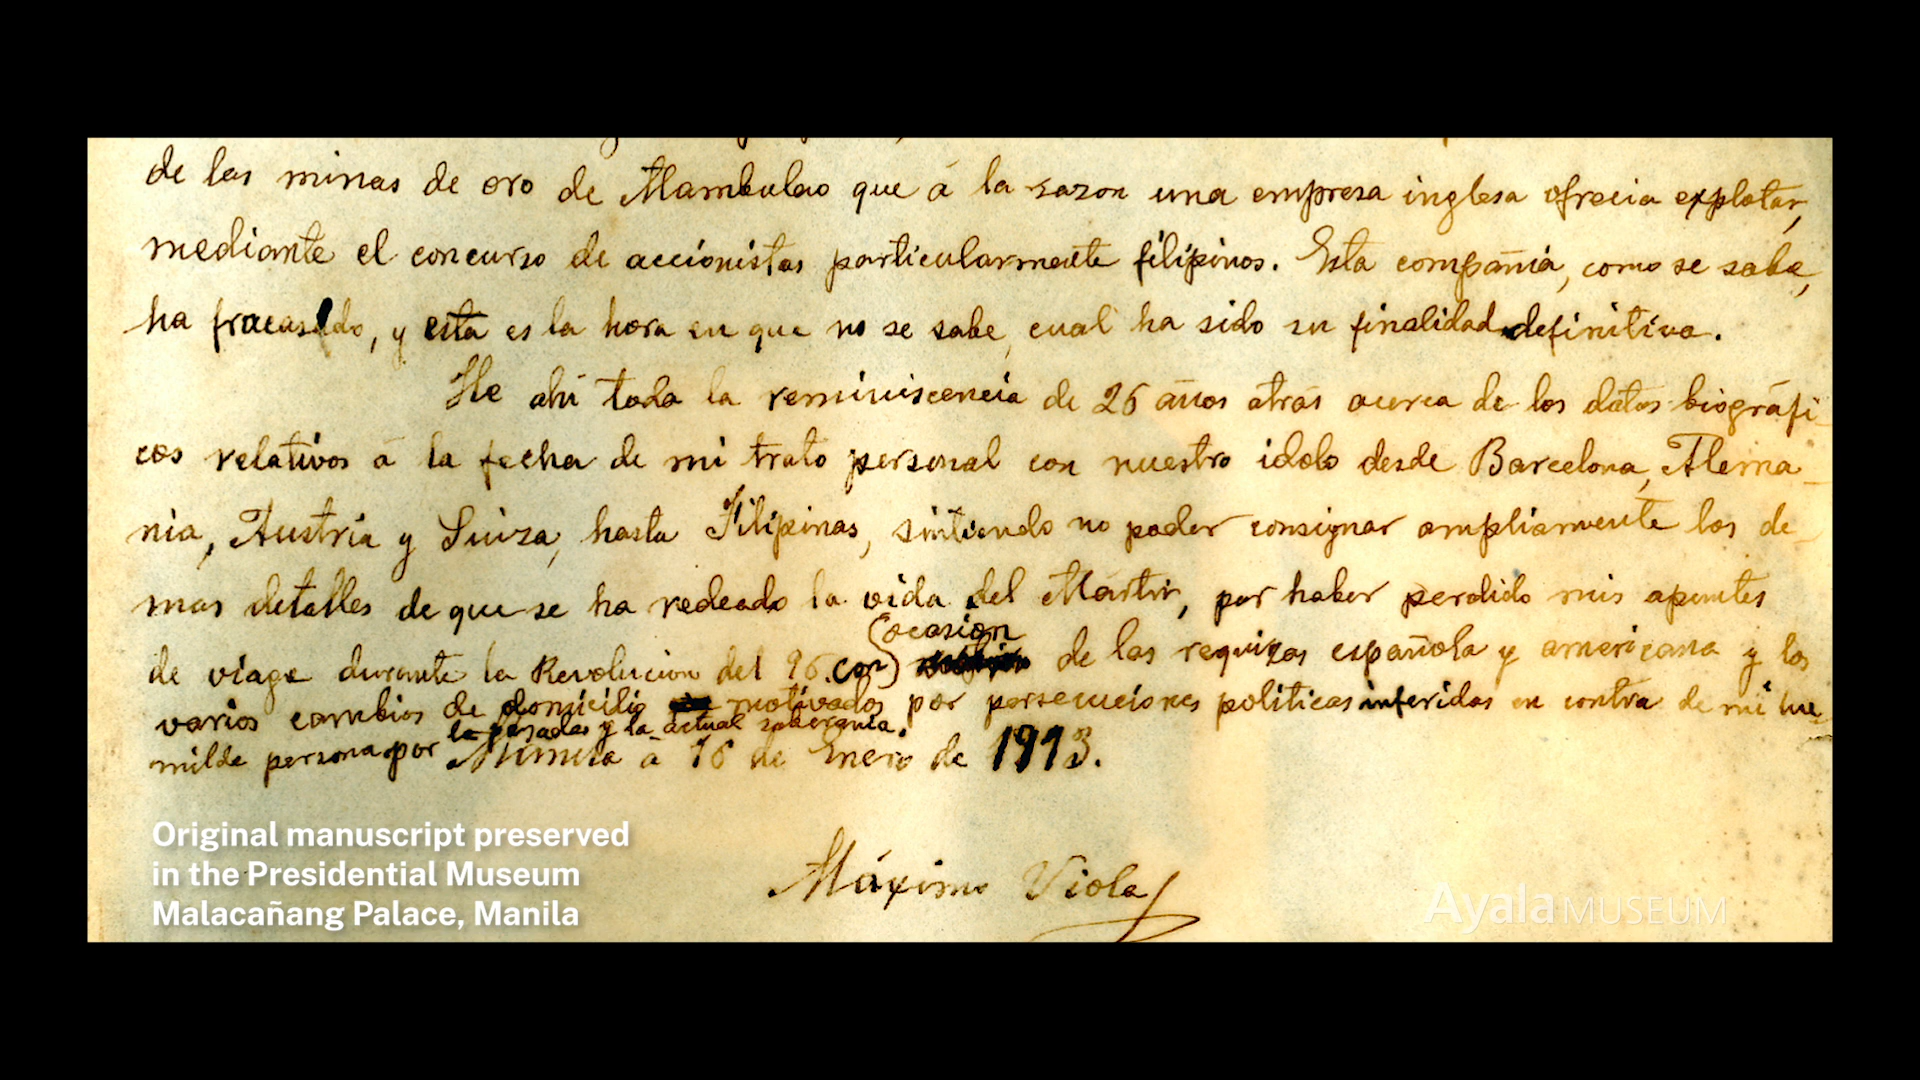 de las minas de oro de Mambulao que á la razon una empresa inglesa ofrecia explotar,
mediante el concurso de accionistas particularmente filipinos. Esta compañia, como se sabe,
ha fracasado, y esta es la hora en que no se sabe, cual ha sido su finalidad definitiva.
He ahi toda la reminiscencia de 26 años atrás acerca de los datos biográfi
cos relativos á la fecha de mi trato personal con nuestro idolo desde Barcelona, Alema-
nia, Austria y Suiza, hasta Filipinas, sintiendo no poder consignar ampliamente los de-
mas detalles de que se ha rodeado la vida del Mártir, por haber perdido mis apuntes
ocasion
de viage durante la Revolucion del 96 con de las requizas española y americana y los
varios cambios de domicilio motivados por persecuciones politicas inferidas en contra de mi hu-
pasadas y la actual soberania.
milde persona por á 16 de Enero de 1913.
Máximo Viola
Original manuscript preserved
in the Presidential Museum
Malacañang Palace, Manila
Ayala MUSEUM